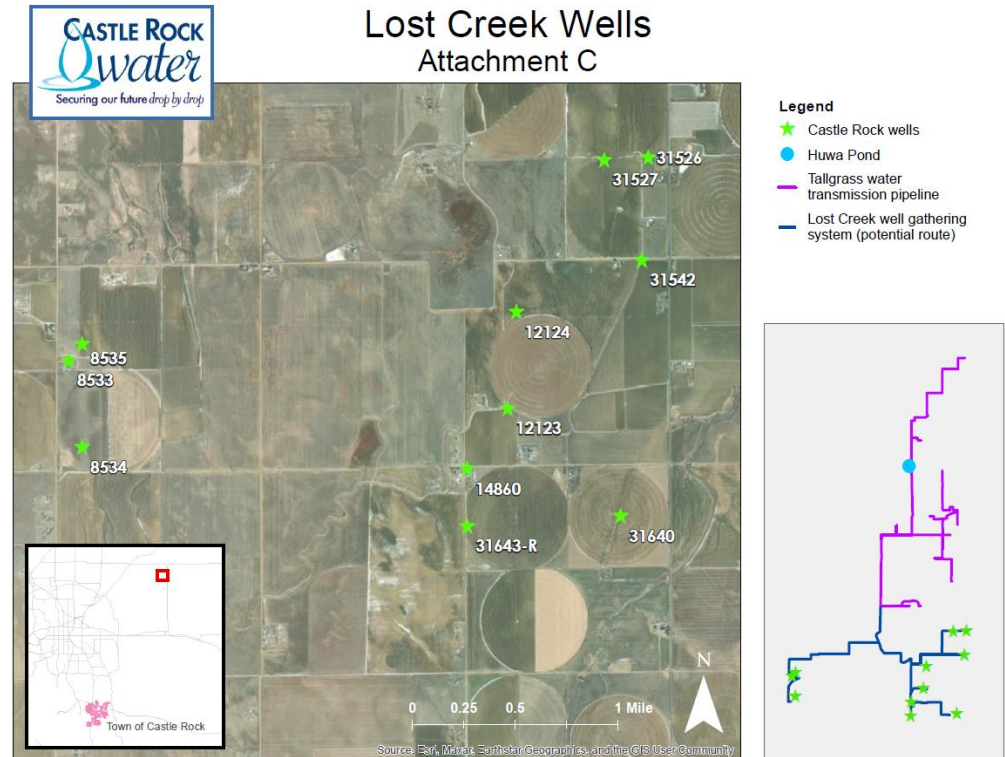 CASTLE ROCK
water
Securing our future drop by drop
Lost Creek Wells
Attachment C
Legend
Castle Rock wells
Huwa Pond
Tallgrass water
transmission pipeline
Lost Creek well gathering
system (potential route)
31526
31527
31542
12124
8535
8533
12123
8534
14860
31643-R
31640
Town of Castle Rock
N
0 0.25 0.5 1 Mile
Source: Esri, Maxar, Earthstar Geographics, and the GIS User Community